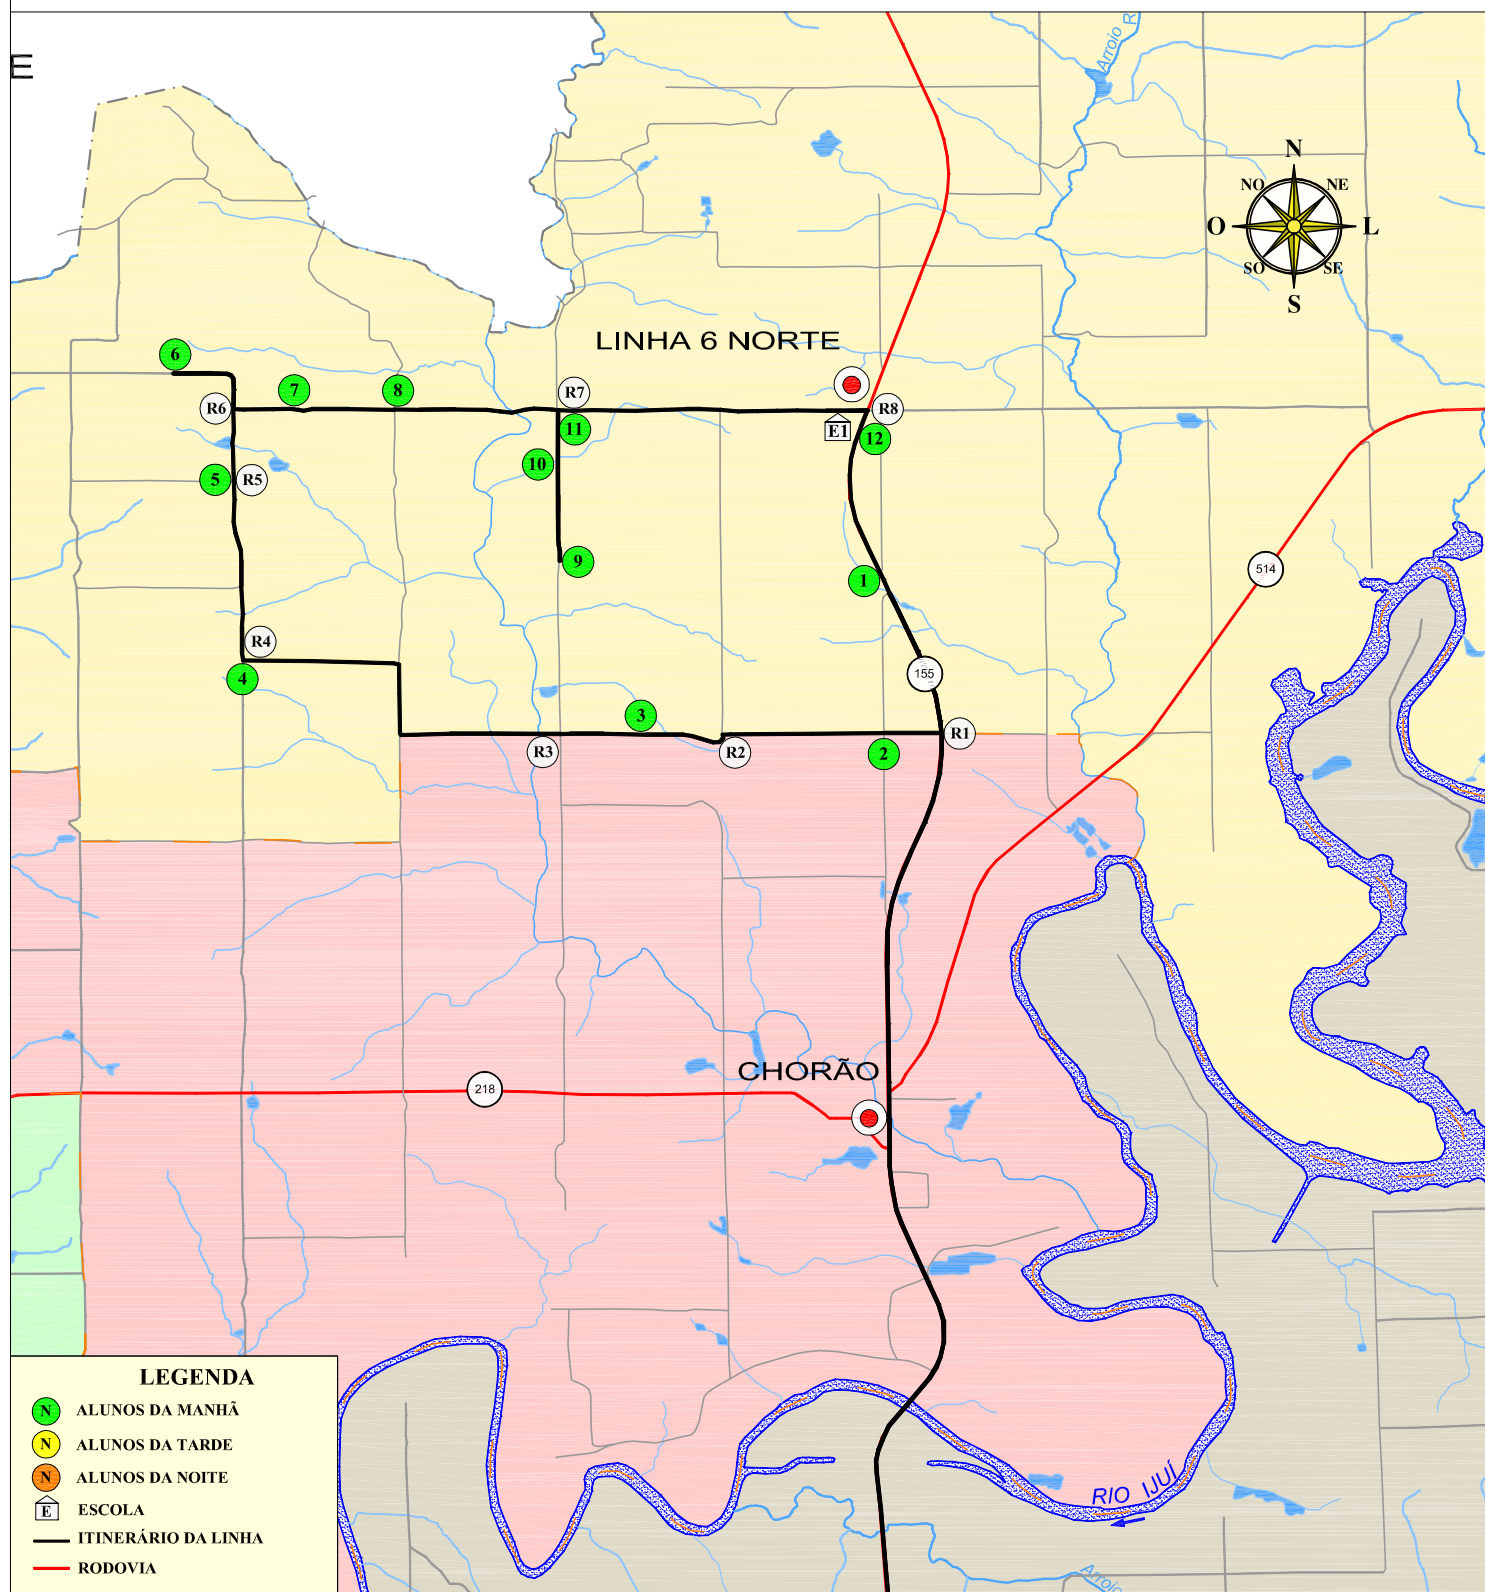 E
Arroio R
N
NO
NE
O
L
SO
SE
S
LINHA 6 NORTE
6
7
8
R7
R6
R8
11
E1
12
10
5
R5
9
1
514
R4
4
155
3
R3
R2
2
R1
CHORÃO
218
RIO IJUÍ
Arroio
LEGENDA
N ALUNOS DA MANHÃ
N ALUNOS DA TARDE
N ALUNOS DA NOITE
E ESCOLA
ITINERÁRIO DA LINHA
RODOVIA